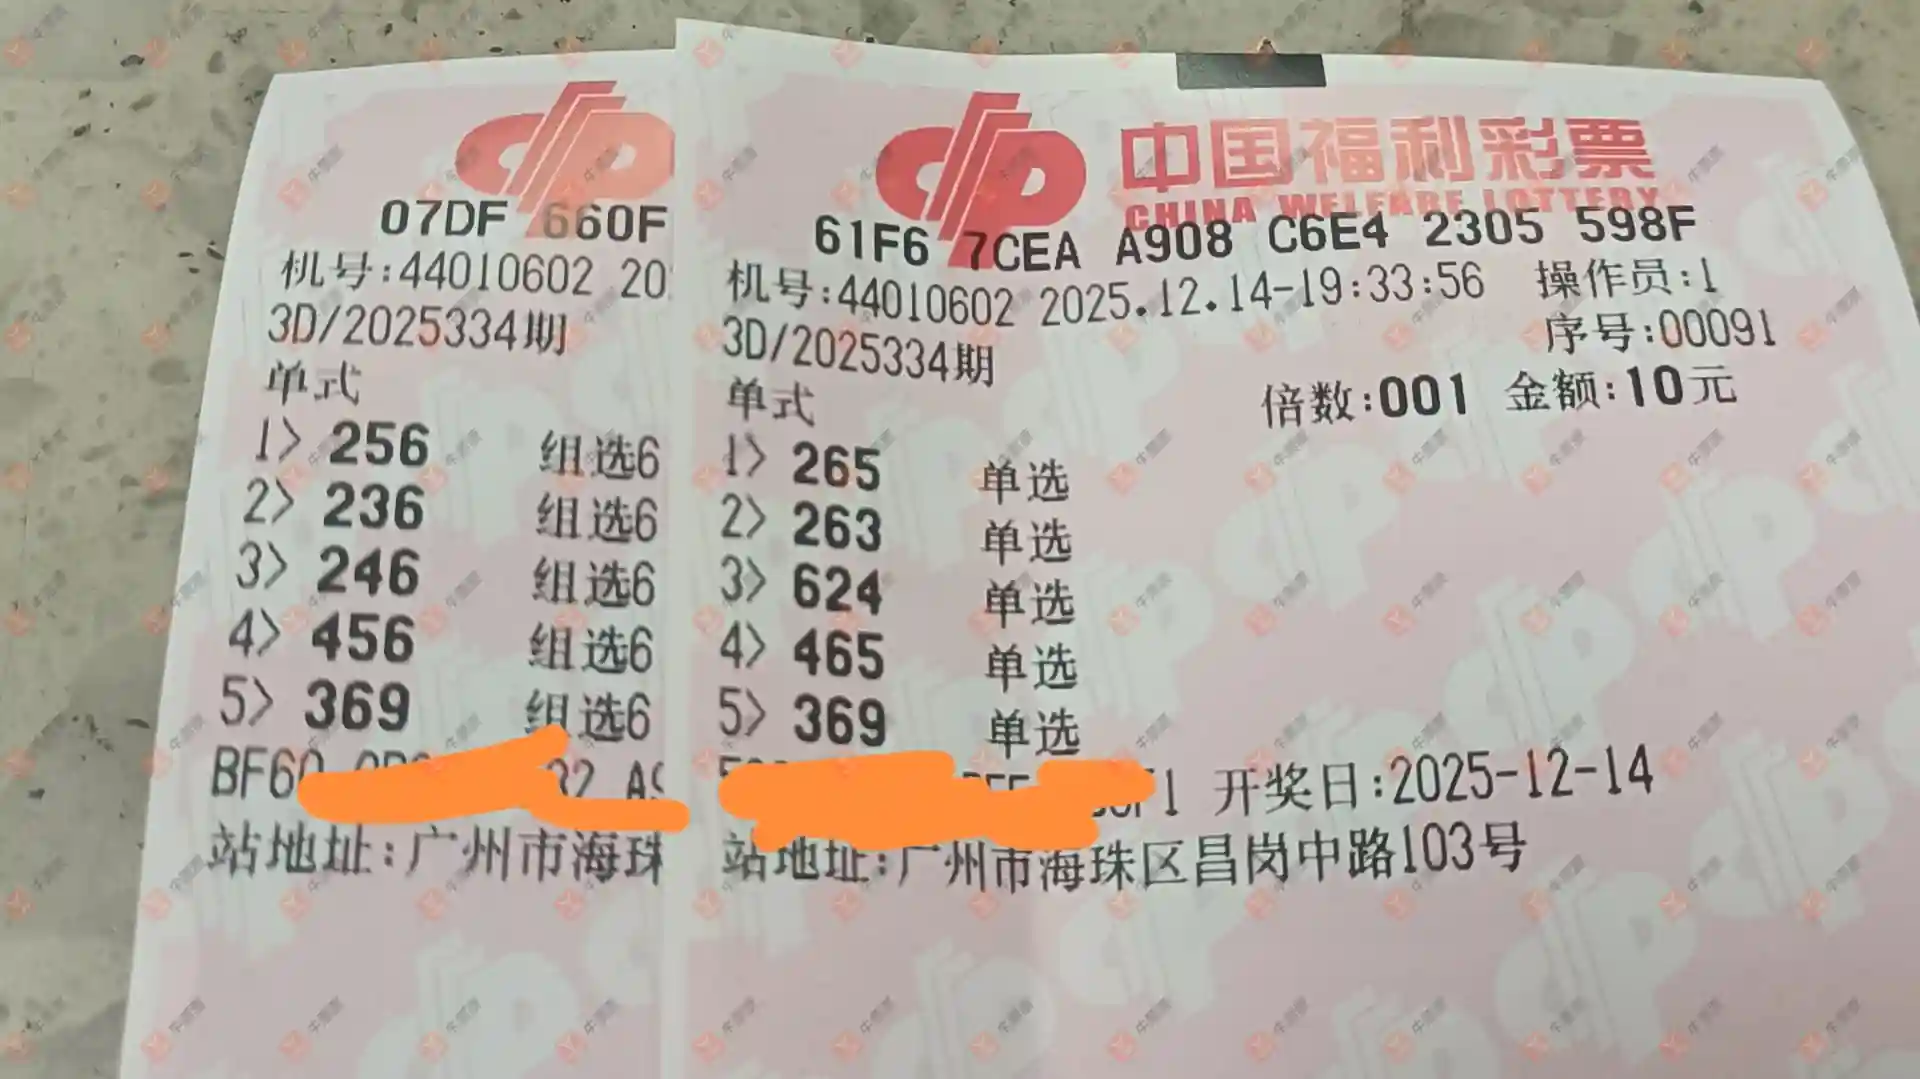 07DF 660F
机号:44010602 20
3D/2025334期
单式
1> 256 组选6
2> 236 组选6
3> 246 组选6
4> 456 组选6
5> 369 组选6
BF60
32 A9
站地址:广州市海珠
中国福利彩票
CHINA WELFARE LOTTERY
61F6 7CEA A908 C6E4 2305 598F
机号:44010602 2025.12.14-19:33:56 操作员:1
3D/2025334期 序号:00091
单式 倍数:001 金额:10元
1> 265 单选
2> 263 单选
3> 624 单选
4> 465 单选
5> 369 单选
开奖日:2025-12-14
站地址:广州市海珠区昌岗中路103号